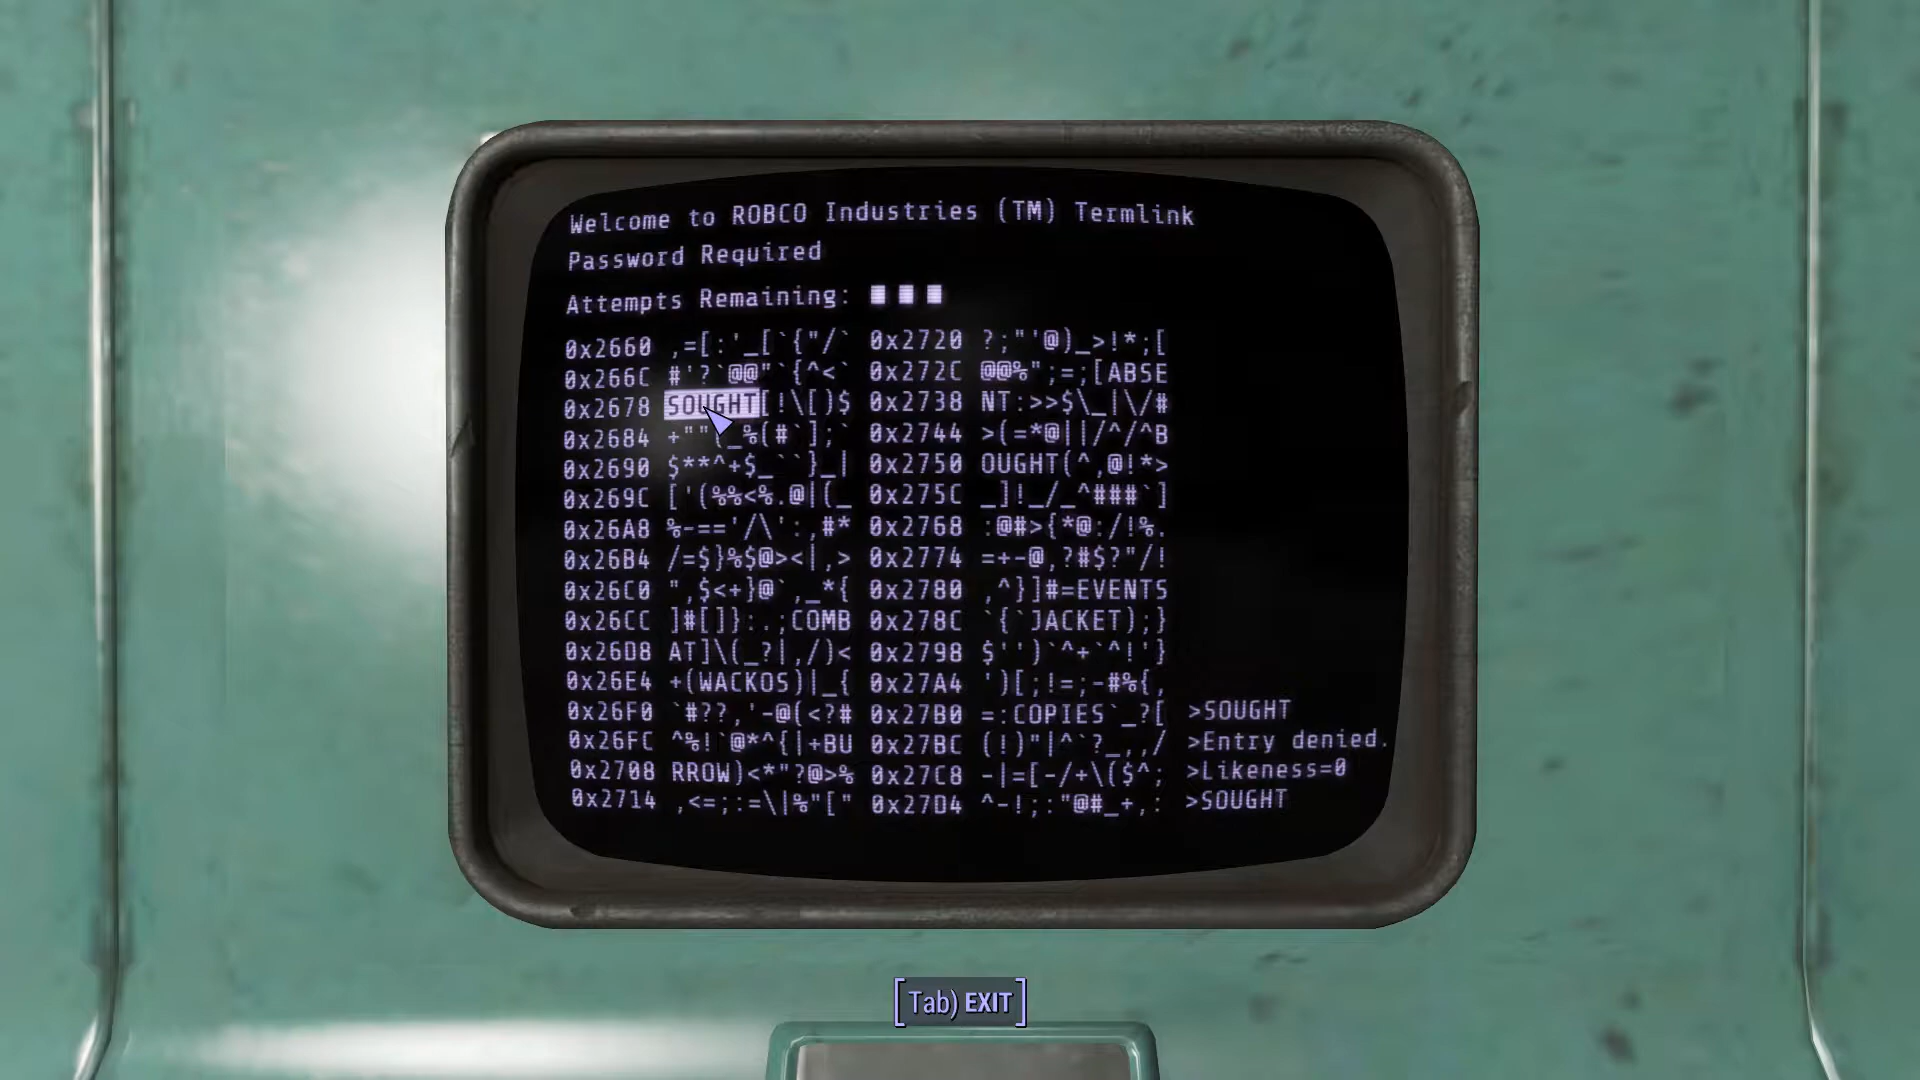 Welcome to ROBCO Industries (TM) Termlink
Password Required
Attempts Remaining: ■ ■ ■
0x2660 ,=[:'_[`{"/` 0x2720 ?;"'@)_>!*;[
0x266C #'?`@@"`{^<` 0x272C @@%";=;[ABSE
0x2678 SOUGHT[!\[)$ 0x2738 NT:>>$\_|\/#
0x2684 +""(_%(#`];` 0x2744 >(=*@||/^/^B
0x2690 $**^+$_``}_| 0x2750 OUGHT(^,@!*>
0x269C ['(%%<%.@|(_ 0x275C _]!_/_^###`]
0x26A8 %-=='/\':,#* 0x2768 :@#>{*@:/!%.
0x26B4 /=$}%$@><|,> 0x2774 =+-@,?#$?"/!
0x26C0 ",$<+}@`,_*{ 0x2780 ,^}]#=EVENTS
0x26CC ]#[]}:.;COMB 0x278C `{`JACKET);}
0x26D8 AT]\(_?|,/)< 0x2798 $'')`^+`^!'}
0x26E4 +(WACKOS)|_{ 0x27A4 ')[;!=;-#%{,
0x26F0 `#??,'-@(<?# 0x27B0 =:COPIES`_?[ >SOUGHT
0x26FC ^%!`@*^{|+BU 0x27BC (!)"|^`?_,,/ >Entry denied.
0x2708 RROW)<*"?@>% 0x27C8 -|=[-/+\($^; >Likeness=0
0x2714 ,<=;:=\|%"[" 0x27D4 ^-!;:"@#_+,: >SOUGHT
[Tab) EXIT]